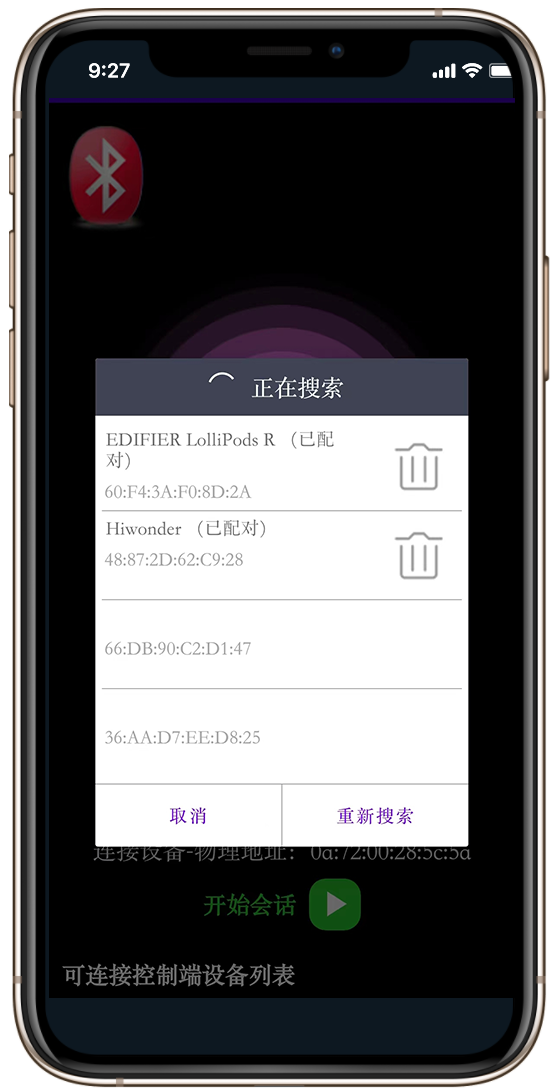 9:27
正在搜索
EDIFIER LolliPods R （已配
对）
60:F4:3A:F0:8D:2A
Hiwonder （已配对）
48:87:2D:62:C9:28
66:DB:90:C2:D1:47
36:AA:D7:EE:D8:25
取消
重新搜索
连接设备-物理地址：0a:72:00:28:5c:5a
开始会话
可连接控制端设备列表